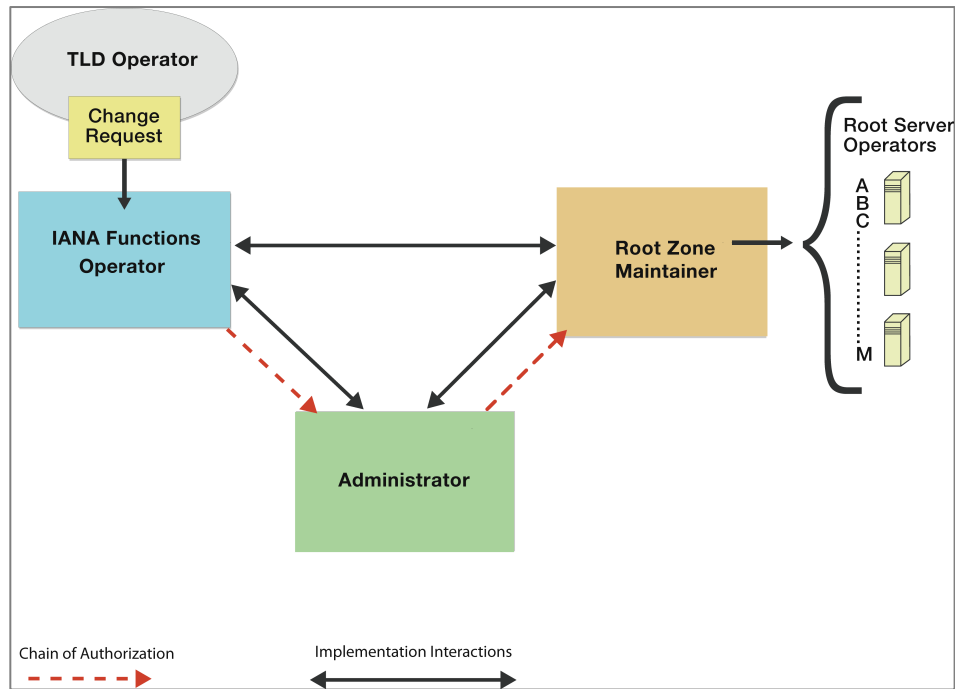 TLD Operator
Change
Request
IANA Functions
Operator
Root Zone
Maintainer
Root Server
Operators
A
B
C
M
Administrator
Chain of Authorization
Implementation Interactions